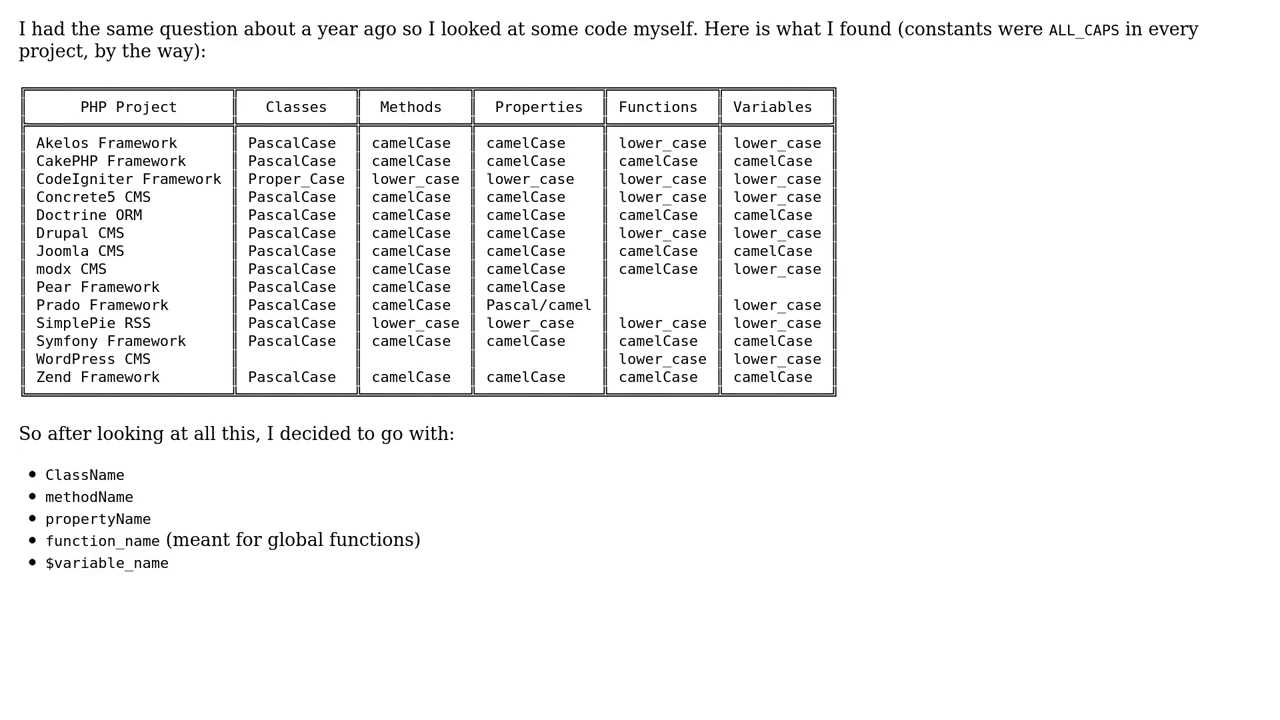 I had the same question about a year ago so I looked at some code myself. Here is what I found (constants were ALL_CAPS in every
project, by the way):
PHP Project Classes Methods Properties Functions Variables
Akelos Framework PascalCase camelCase camelCase lower_case lower_case
CakePHP Framework PascalCase camelCase camelCase camelCase camelCase
CodeIgniter Framework Proper_Case lower_case lower_case lower_case lower_case
Concrete5 CMS PascalCase camelCase camelCase lower_case lower_case
Doctrine ORM PascalCase camelCase camelCase camelCase camelCase
Drupal CMS PascalCase camelCase camelCase lower_case lower_case
Joomla CMS PascalCase camelCase camelCase camelCase camelCase
modx CMS PascalCase camelCase camelCase camelCase lower_case
Pear Framework PascalCase camelCase camelCase
Prado Framework PascalCase camelCase Pascal/camel lower_case
SimplePie RSS PascalCase lower_case lower_case lower_case lower_case
Symfony Framework PascalCase camelCase camelCase camelCase camelCase
WordPress CMS lower_case lower_case
Zend Framework PascalCase camelCase camelCase camelCase camelCase
So after looking at all this, I decided to go with:
• ClassName
• methodName
• propertyName
• function_name (meant for global functions)
• $variable_name